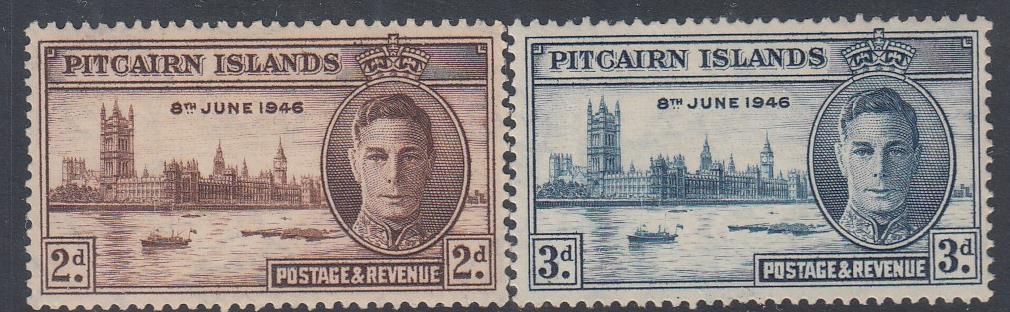 PITCAIRN ISLANDS
8TH JUNE 1946
2d.
POSTAGE & REVENUE
2d.
PITCAIRN ISLANDS
8TH JUNE 1946
3d.
POSTAGE & REVENUE
3d.